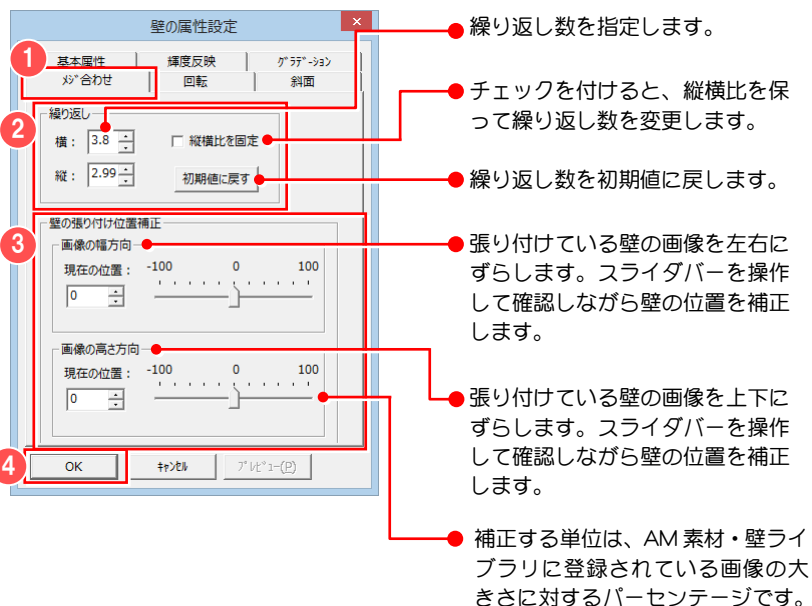 壁の属性設定
×
基本属性
輝度反映
ｸﾞﾗﾃﾞｰｼｮﾝ
1
ﾒｼﾞ合わせ
回転
斜面
2
繰り返し
横： 3.8
縦横比を固定
縦： 2.99
初期値に戻す
3
壁の張り付け位置補正
画像の幅方向
現在の位置： -100 0 100
0
画像の高さ方向
現在の位置： -100 0 100
0
4
OK
ｷｬﾝｾﾙ
ﾌﾟﾚﾋﾞｭｰ(P)
繰り返し数を指定します。
チェックを付けると、縦横比を保
って繰り返し数を変更します。
繰り返し数を初期値に戻します。
張り付けている壁の画像を左右に
ずらします。スライダバーを操作
して確認しながら壁の位置を補正
します。
張り付けている壁の画像を上下に
ずらします。スライダバーを操作
して確認しながら壁の位置を補正
します。
補正する単位は、AM 素材・壁ライ
ブラリに登録されている画像の大
きさに対するパーセンテージです。